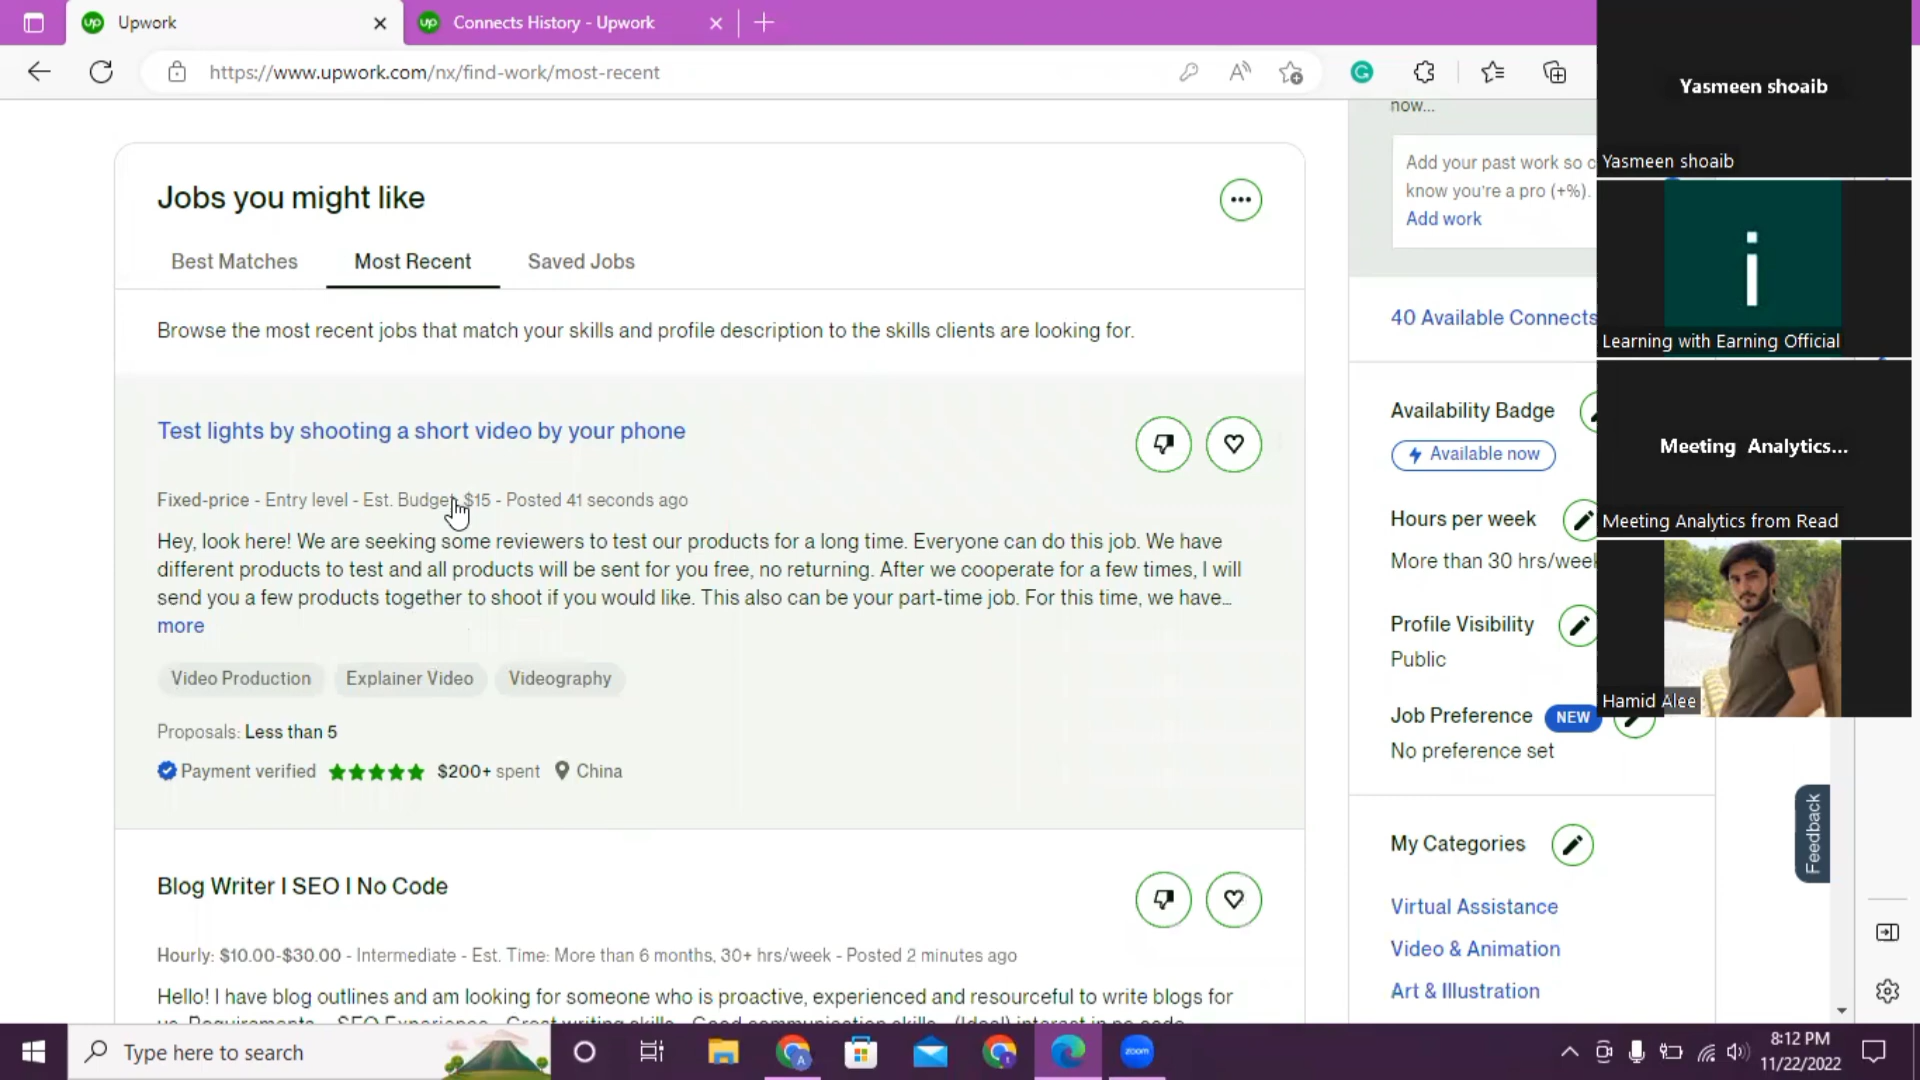 Upwork
Connects History - Upwork
https://www.upwork.com/nx/find-work/most-recent
Jobs you might like
Best Matches
Most Recent
Saved Jobs
Browse the most recent jobs that match your skills and profile description to the skills clients are looking for.
Test lights by shooting a short video by your phone
Fixed-price - Entry level - Est. Budget: $15 - Posted 41 seconds ago
Hey, look here! We are seeking some reviewers to test our products for a long time. Everyone can do this job. We have
different products to test and all products will be sent for you free, no returning. After we cooperate for a few times, I will
send you a few products together to shoot if you would like. This also can be your part-time job. For this time, we have…
more
Video Production
Explainer Video
Videography
Proposals: Less than 5
Payment verified
$200+ spent
China
Blog Writer I SEO I No Code
Hourly: $10.00-$30.00 - Intermediate - Est. Time: More than 6 months, 30+ hrs/week - Posted 2 minutes ago
Hello! I have blog outlines and am looking for someone who is proactive, experienced and resourceful to write blogs for
now...
Add your past work so c
know you're a pro (+%).
Add work
40 Available Connects
Availability Badge
Available now
Hours per week
More than 30 hrs/week
Profile Visibility
Public
Job Preference
NEW
No preference set
My Categories
Virtual Assistance
Video & Animation
Art & Illustration
Feedback
Yasmeen shoaib
Yasmeen shoaib
i
Learning with Earning Official
Meeting Analytics...
Meeting Analytics from Read
Hamid Alee
Type here to search
zoom
8:12 PM
11/22/2022